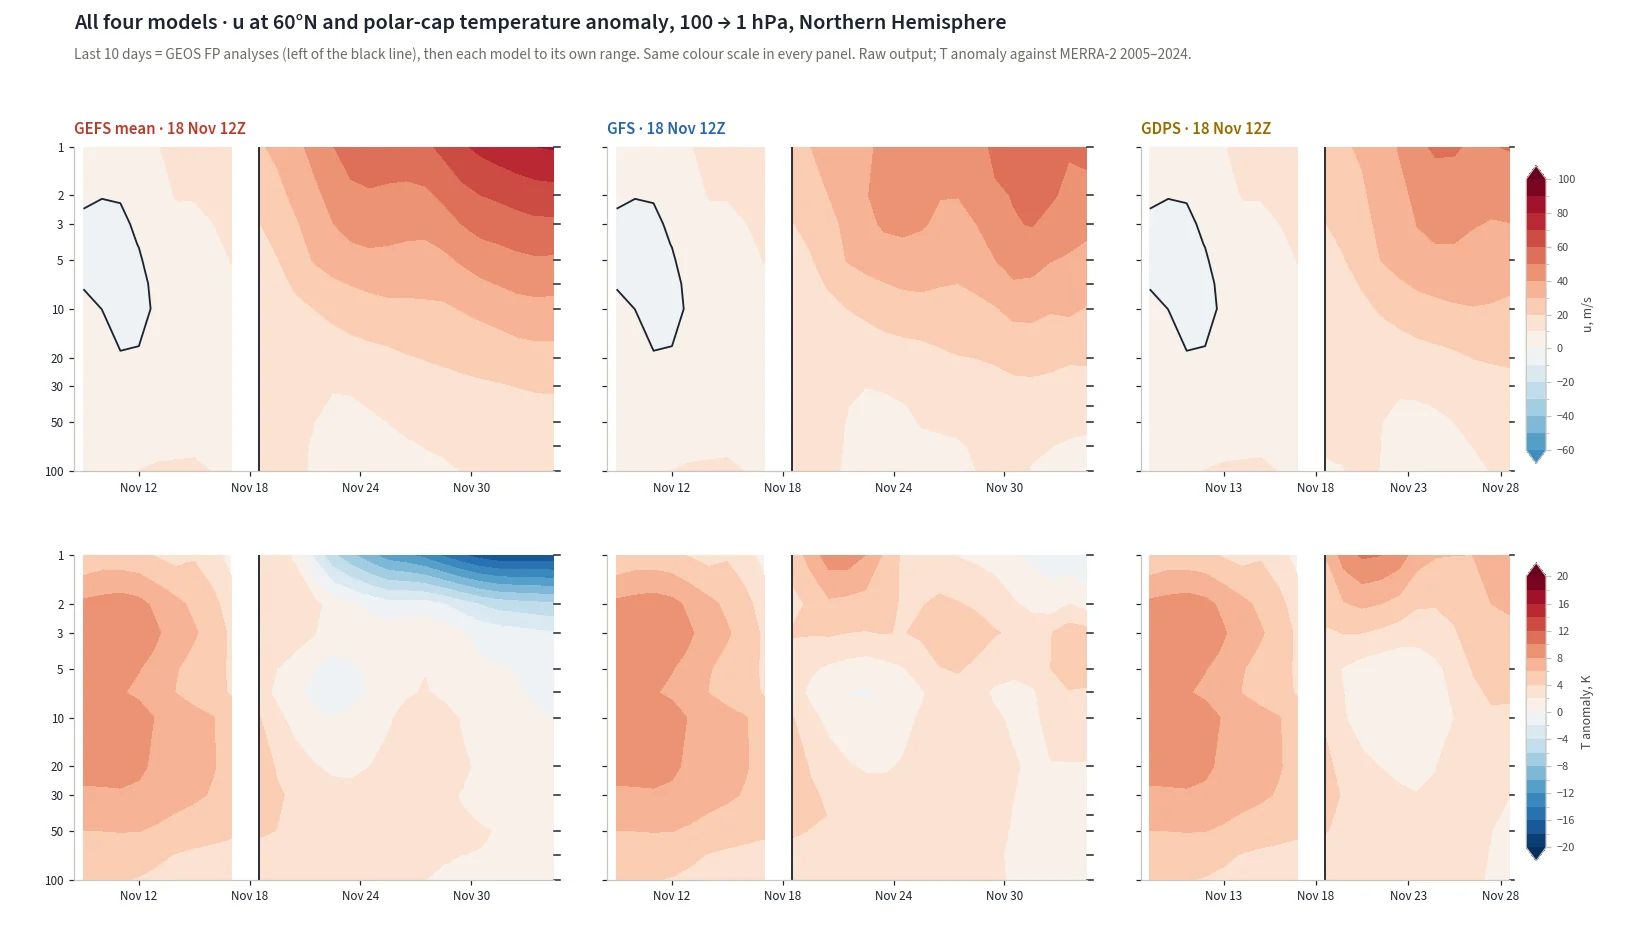 All four models · u at 60°N and polar-cap temperature anomaly, 100 → 1 hPa, Northern Hemisphere
Last 10 days = GEOS FP analyses (left of the black line), then each model to its own range. Same colour scale in every panel. Raw output; T anomaly against MERRA-2 2005–2024.
GEFS mean · 18 Nov 12Z
GFS · 18 Nov 12Z
GDPS · 18 Nov 12Z
1
2
3
5
10
20
30
50
100
Nov 12
Nov 18
Nov 24
Nov 30
Nov 12
Nov 18
Nov 24
Nov 30
Nov 13
Nov 18
Nov 23
Nov 28
100
80
60
40
20
0
−20
−40
−60
u, m/s
1
2
3
5
10
20
30
50
100
Nov 12
Nov 18
Nov 24
Nov 30
Nov 12
Nov 18
Nov 24
Nov 30
Nov 13
Nov 18
Nov 23
Nov 28
20
16
12
8
4
0
−4
−8
−12
−16
−20
T anomaly, K